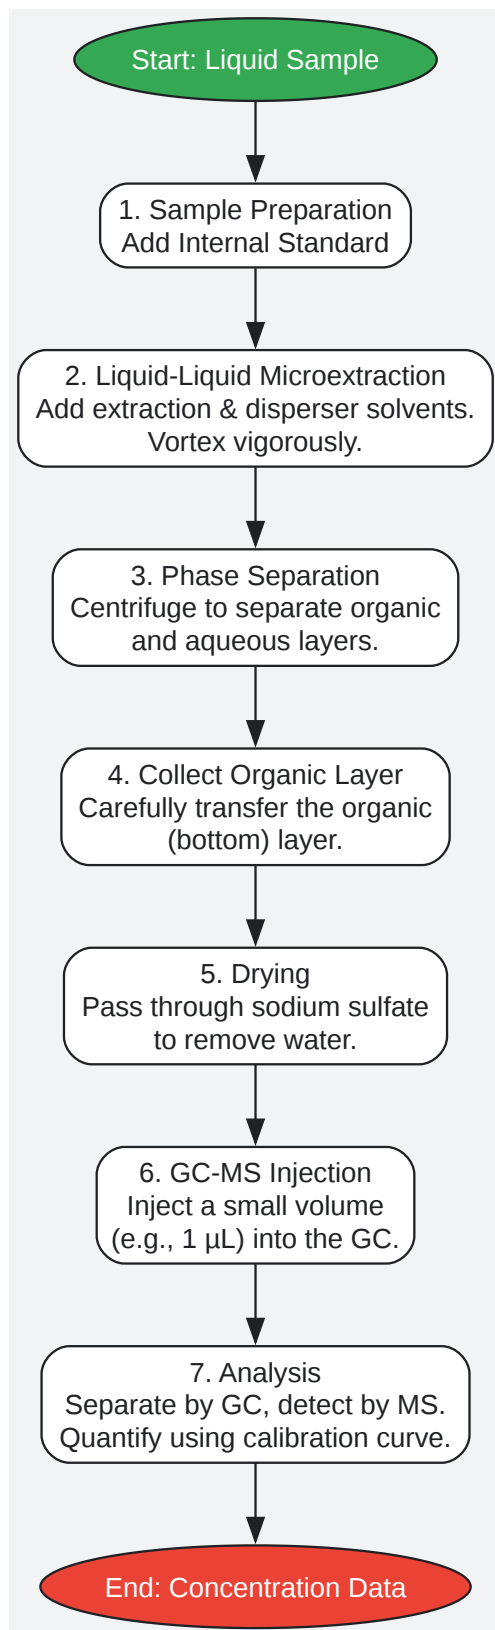 Start: Liquid Sample
1. Sample Preparation
Add Internal Standard
2. Liquid-Liquid Microextraction
Add extraction & disperser solvents.
Vortex vigorously.
3. Phase Separation
Centrifuge to separate organic
and aqueous layers.
4. Collect Organic Layer
Carefully transfer the organic
(bottom) layer.
5. Drying
Pass through sodium sulfate
to remove water.
6. GC-MS Injection
Inject a small volume
(e.g., 1 µL) into the GC.
7. Analysis
Separate by GC, detect by MS.
Quantify using calibration curve.
End: Concentration Data